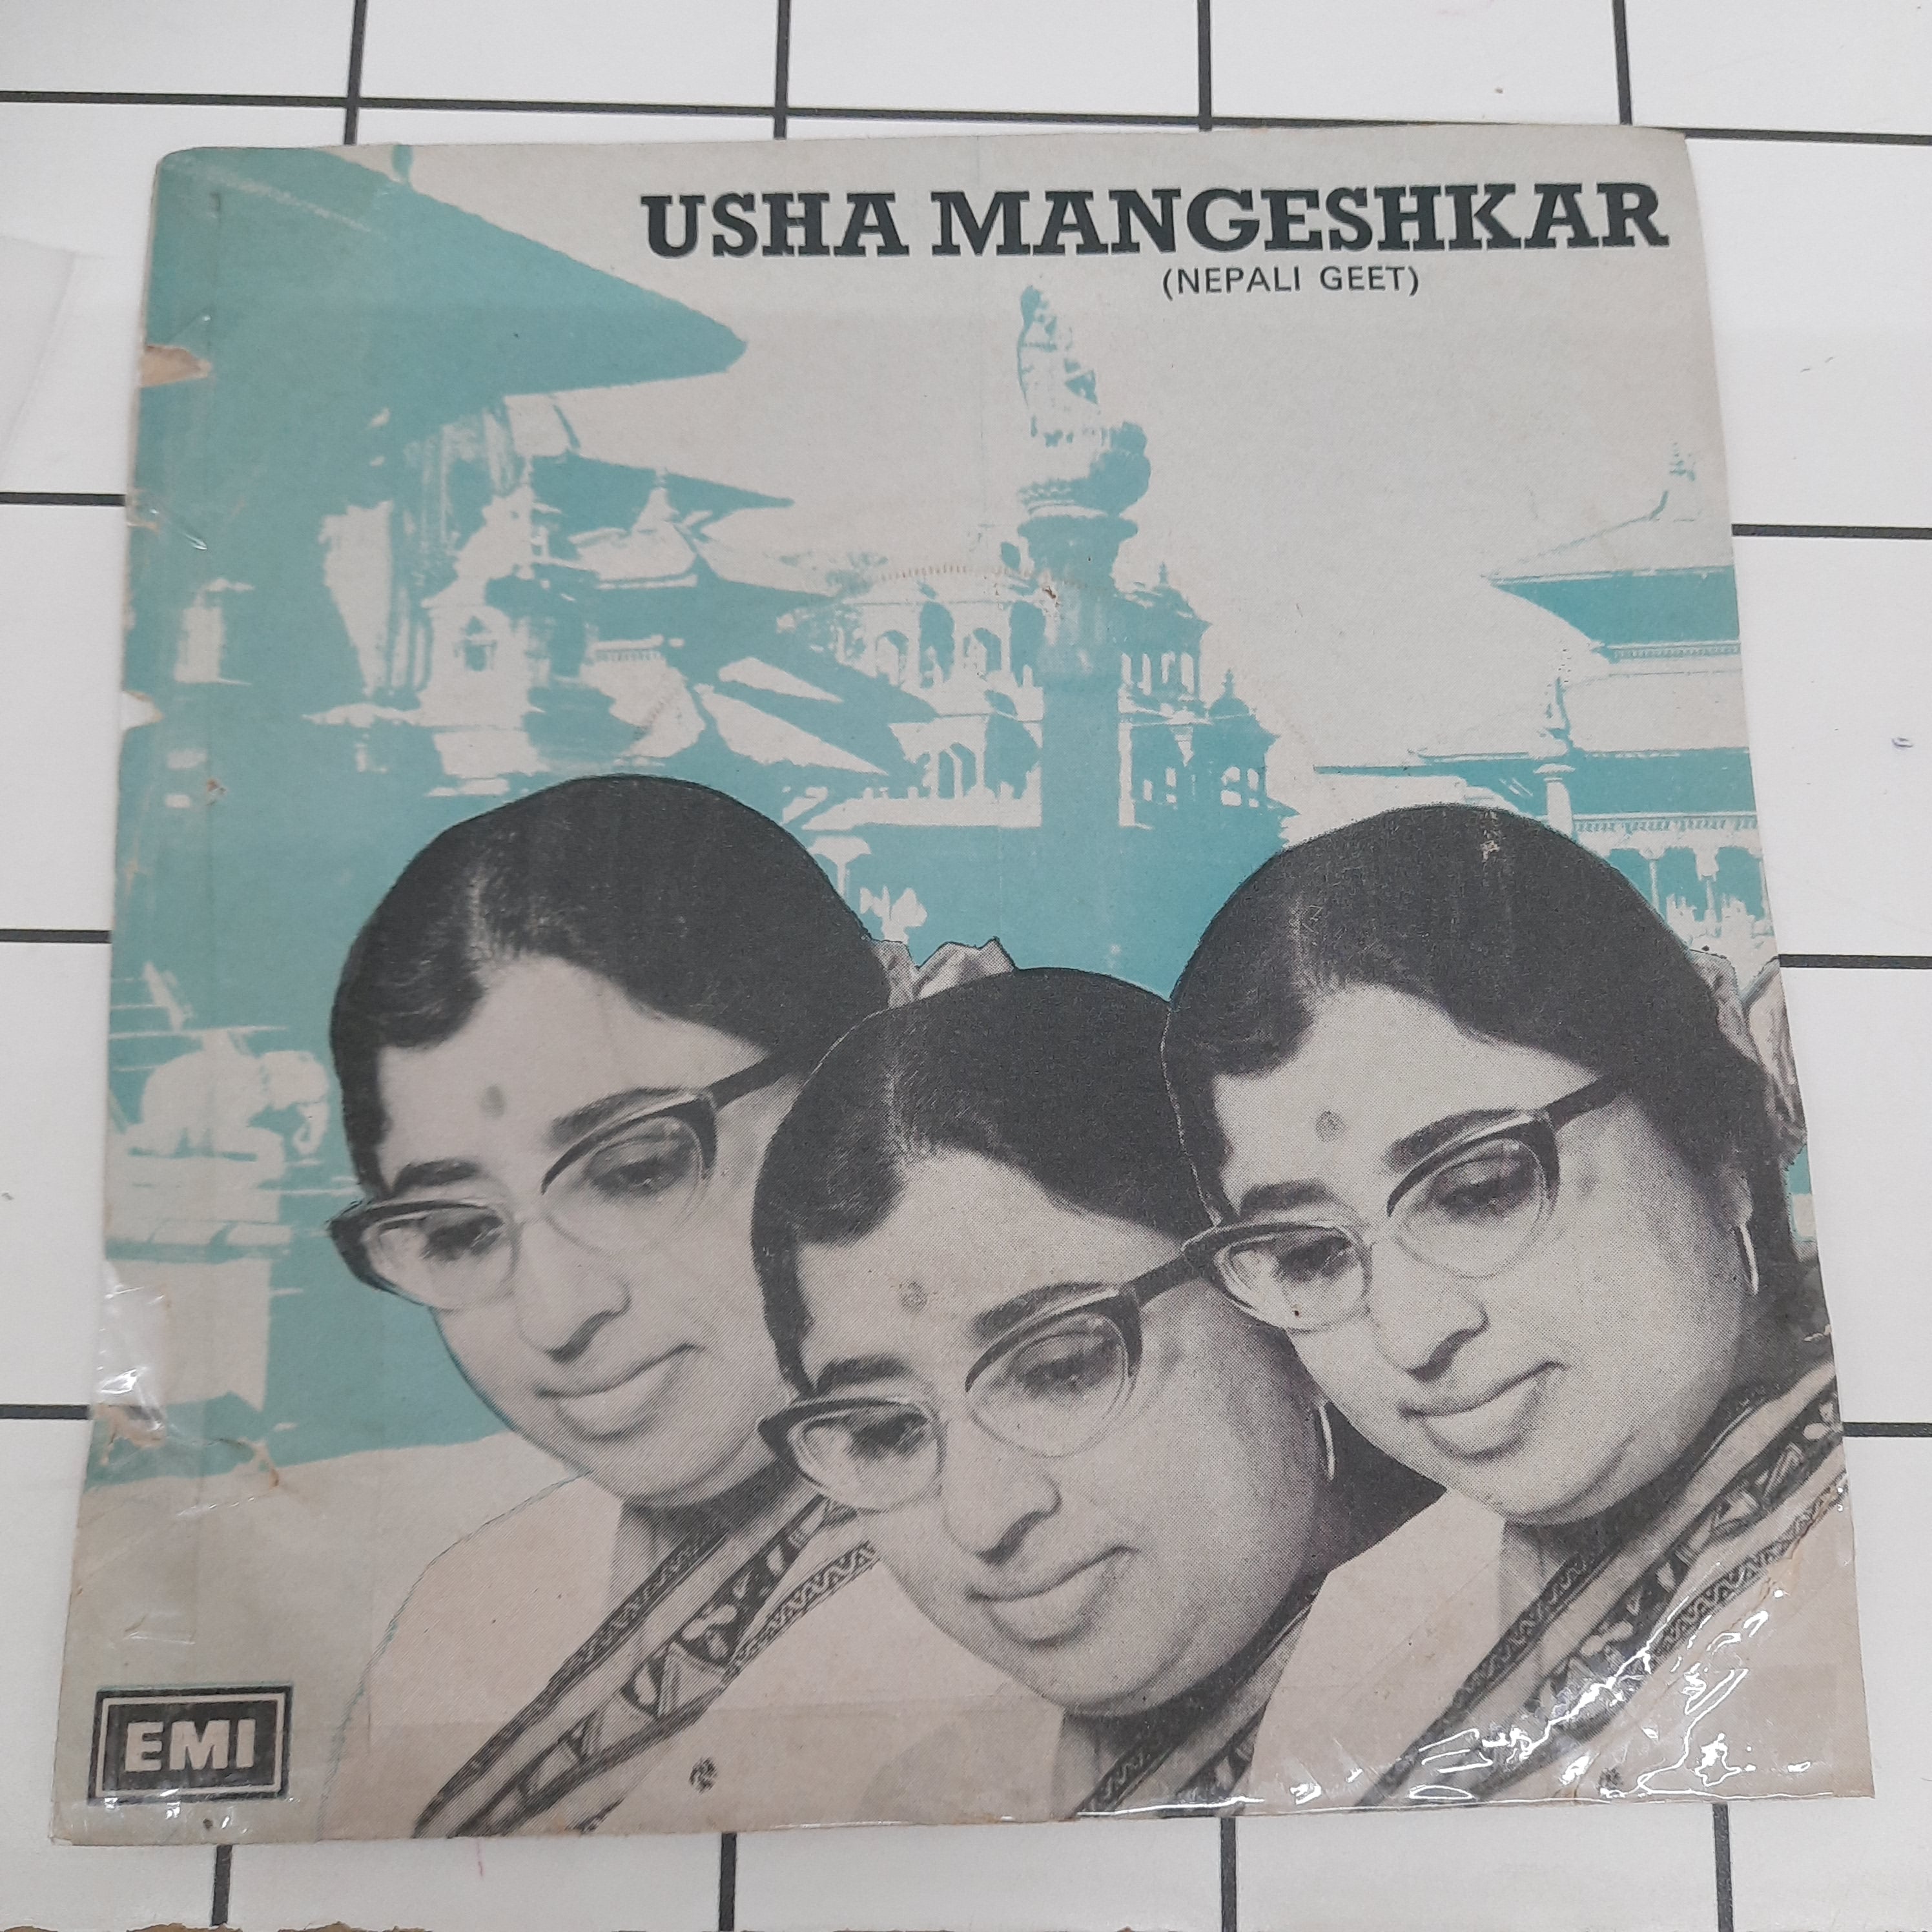 USHA MANGESHKAR
(NEPALI GEET)
EMI